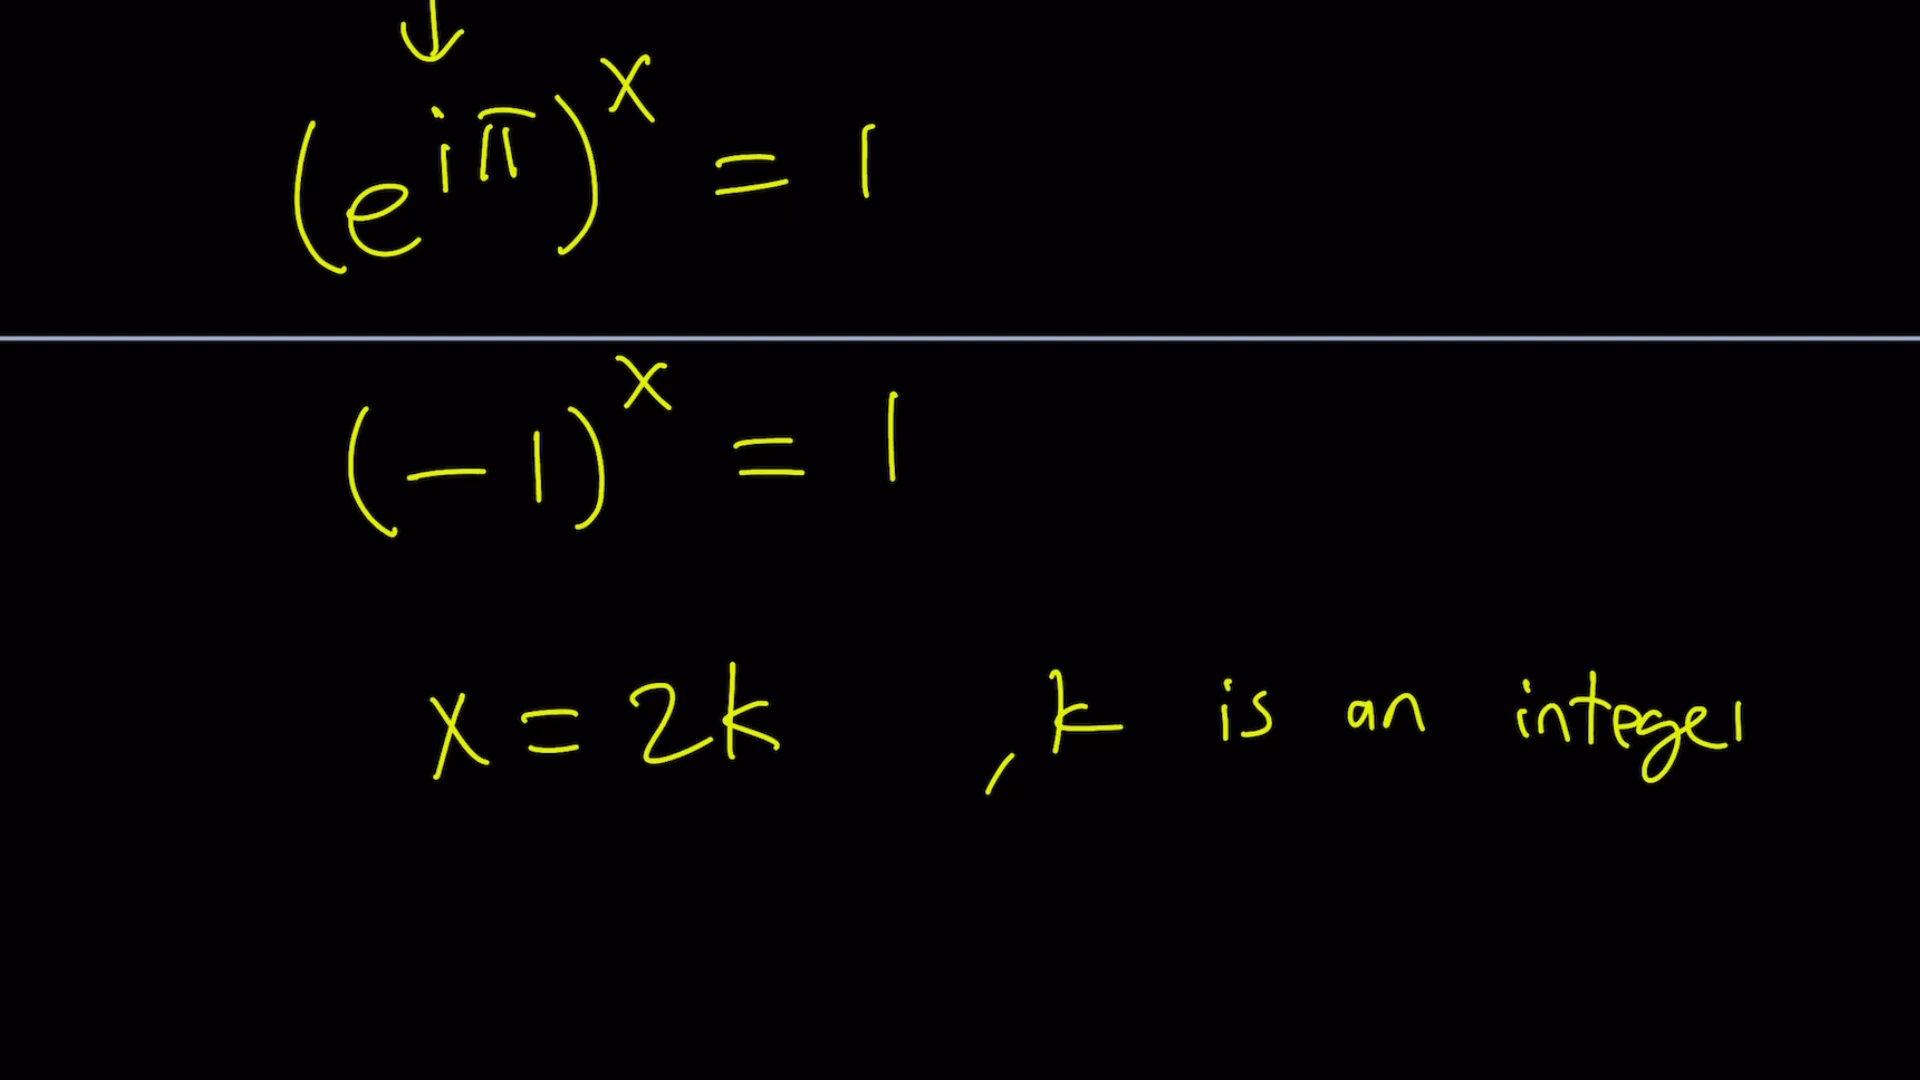 (e^{iπ})^x = 1
(-1)^x = 1
x = 2k , k is an integer